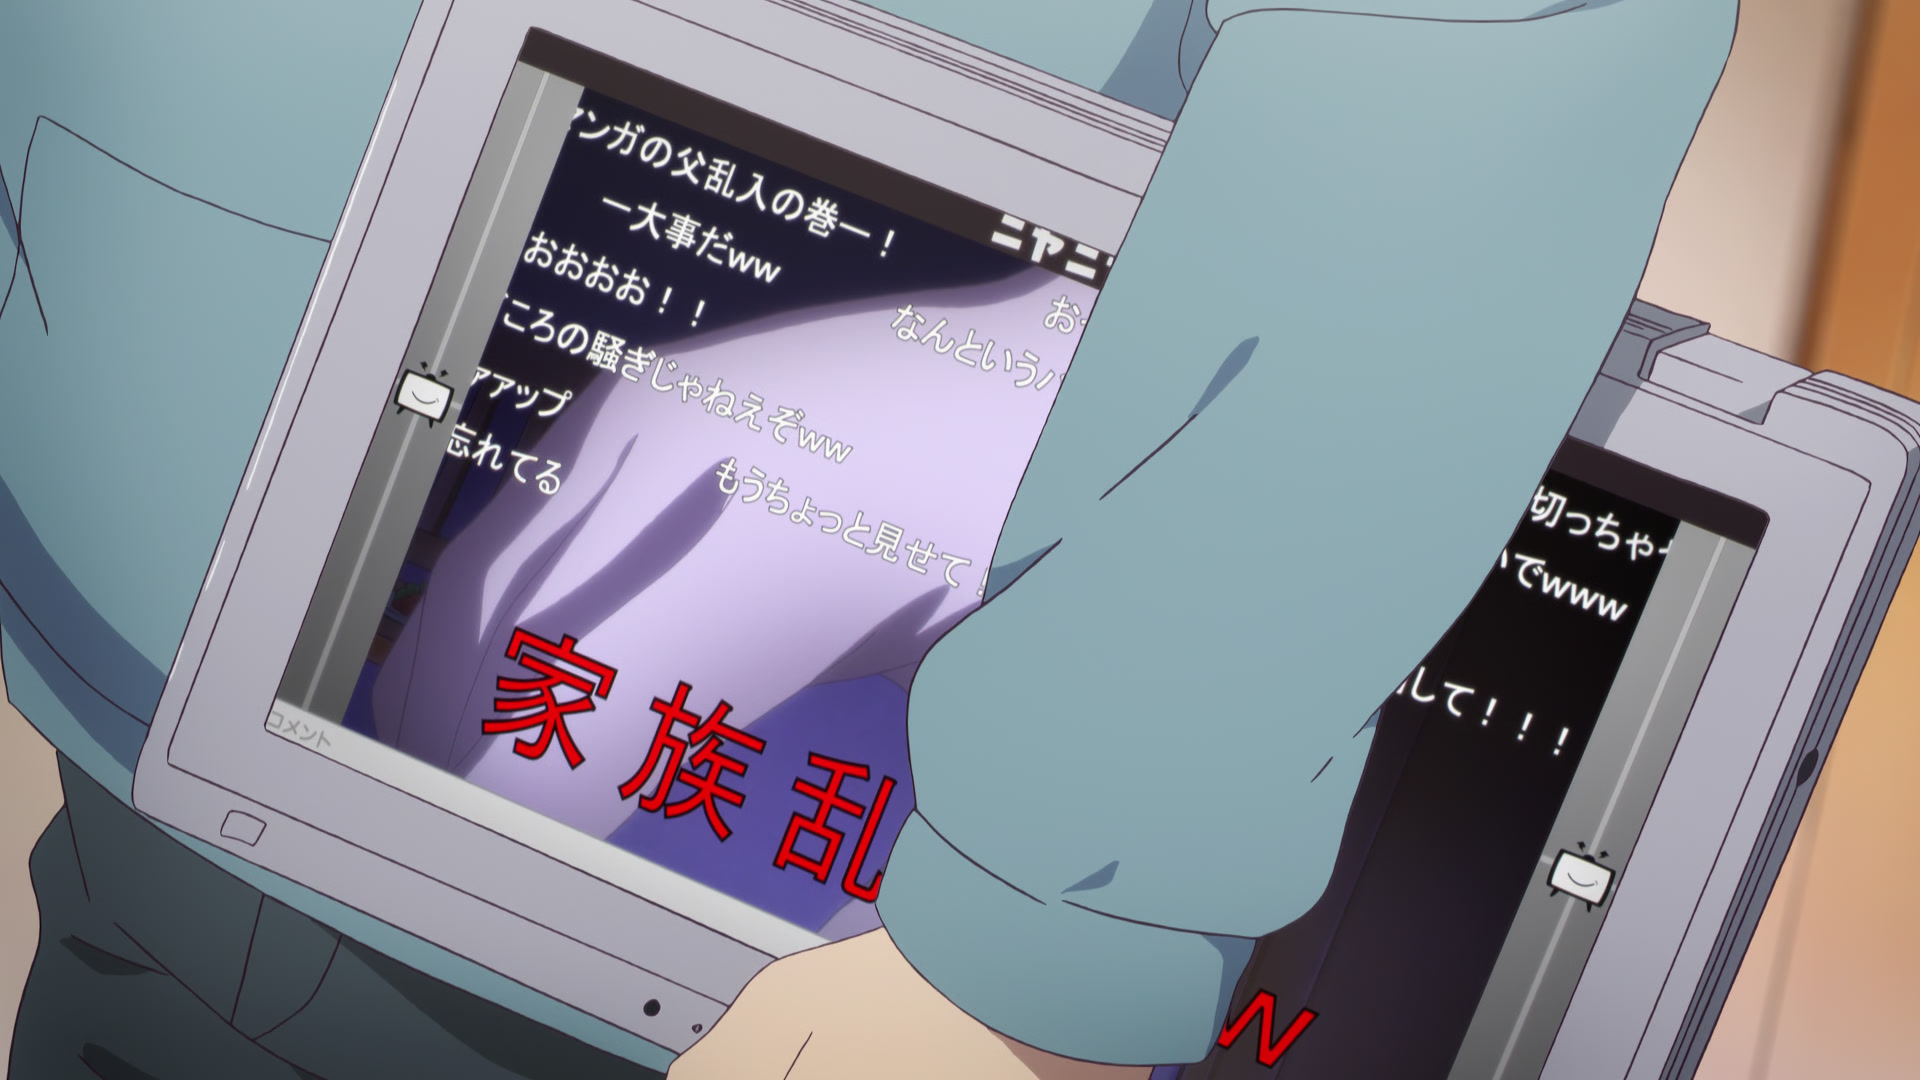 ンガの父乱入の巻ー！
ニヤニ
一大事だww
おおおお！！
お
なんという
ころの騒ぎじゃねえぞww
アアップ
忘れてる
もうちょっと見せて！
家族乱
コメント
切っちゃ
でwww
して！！！
w